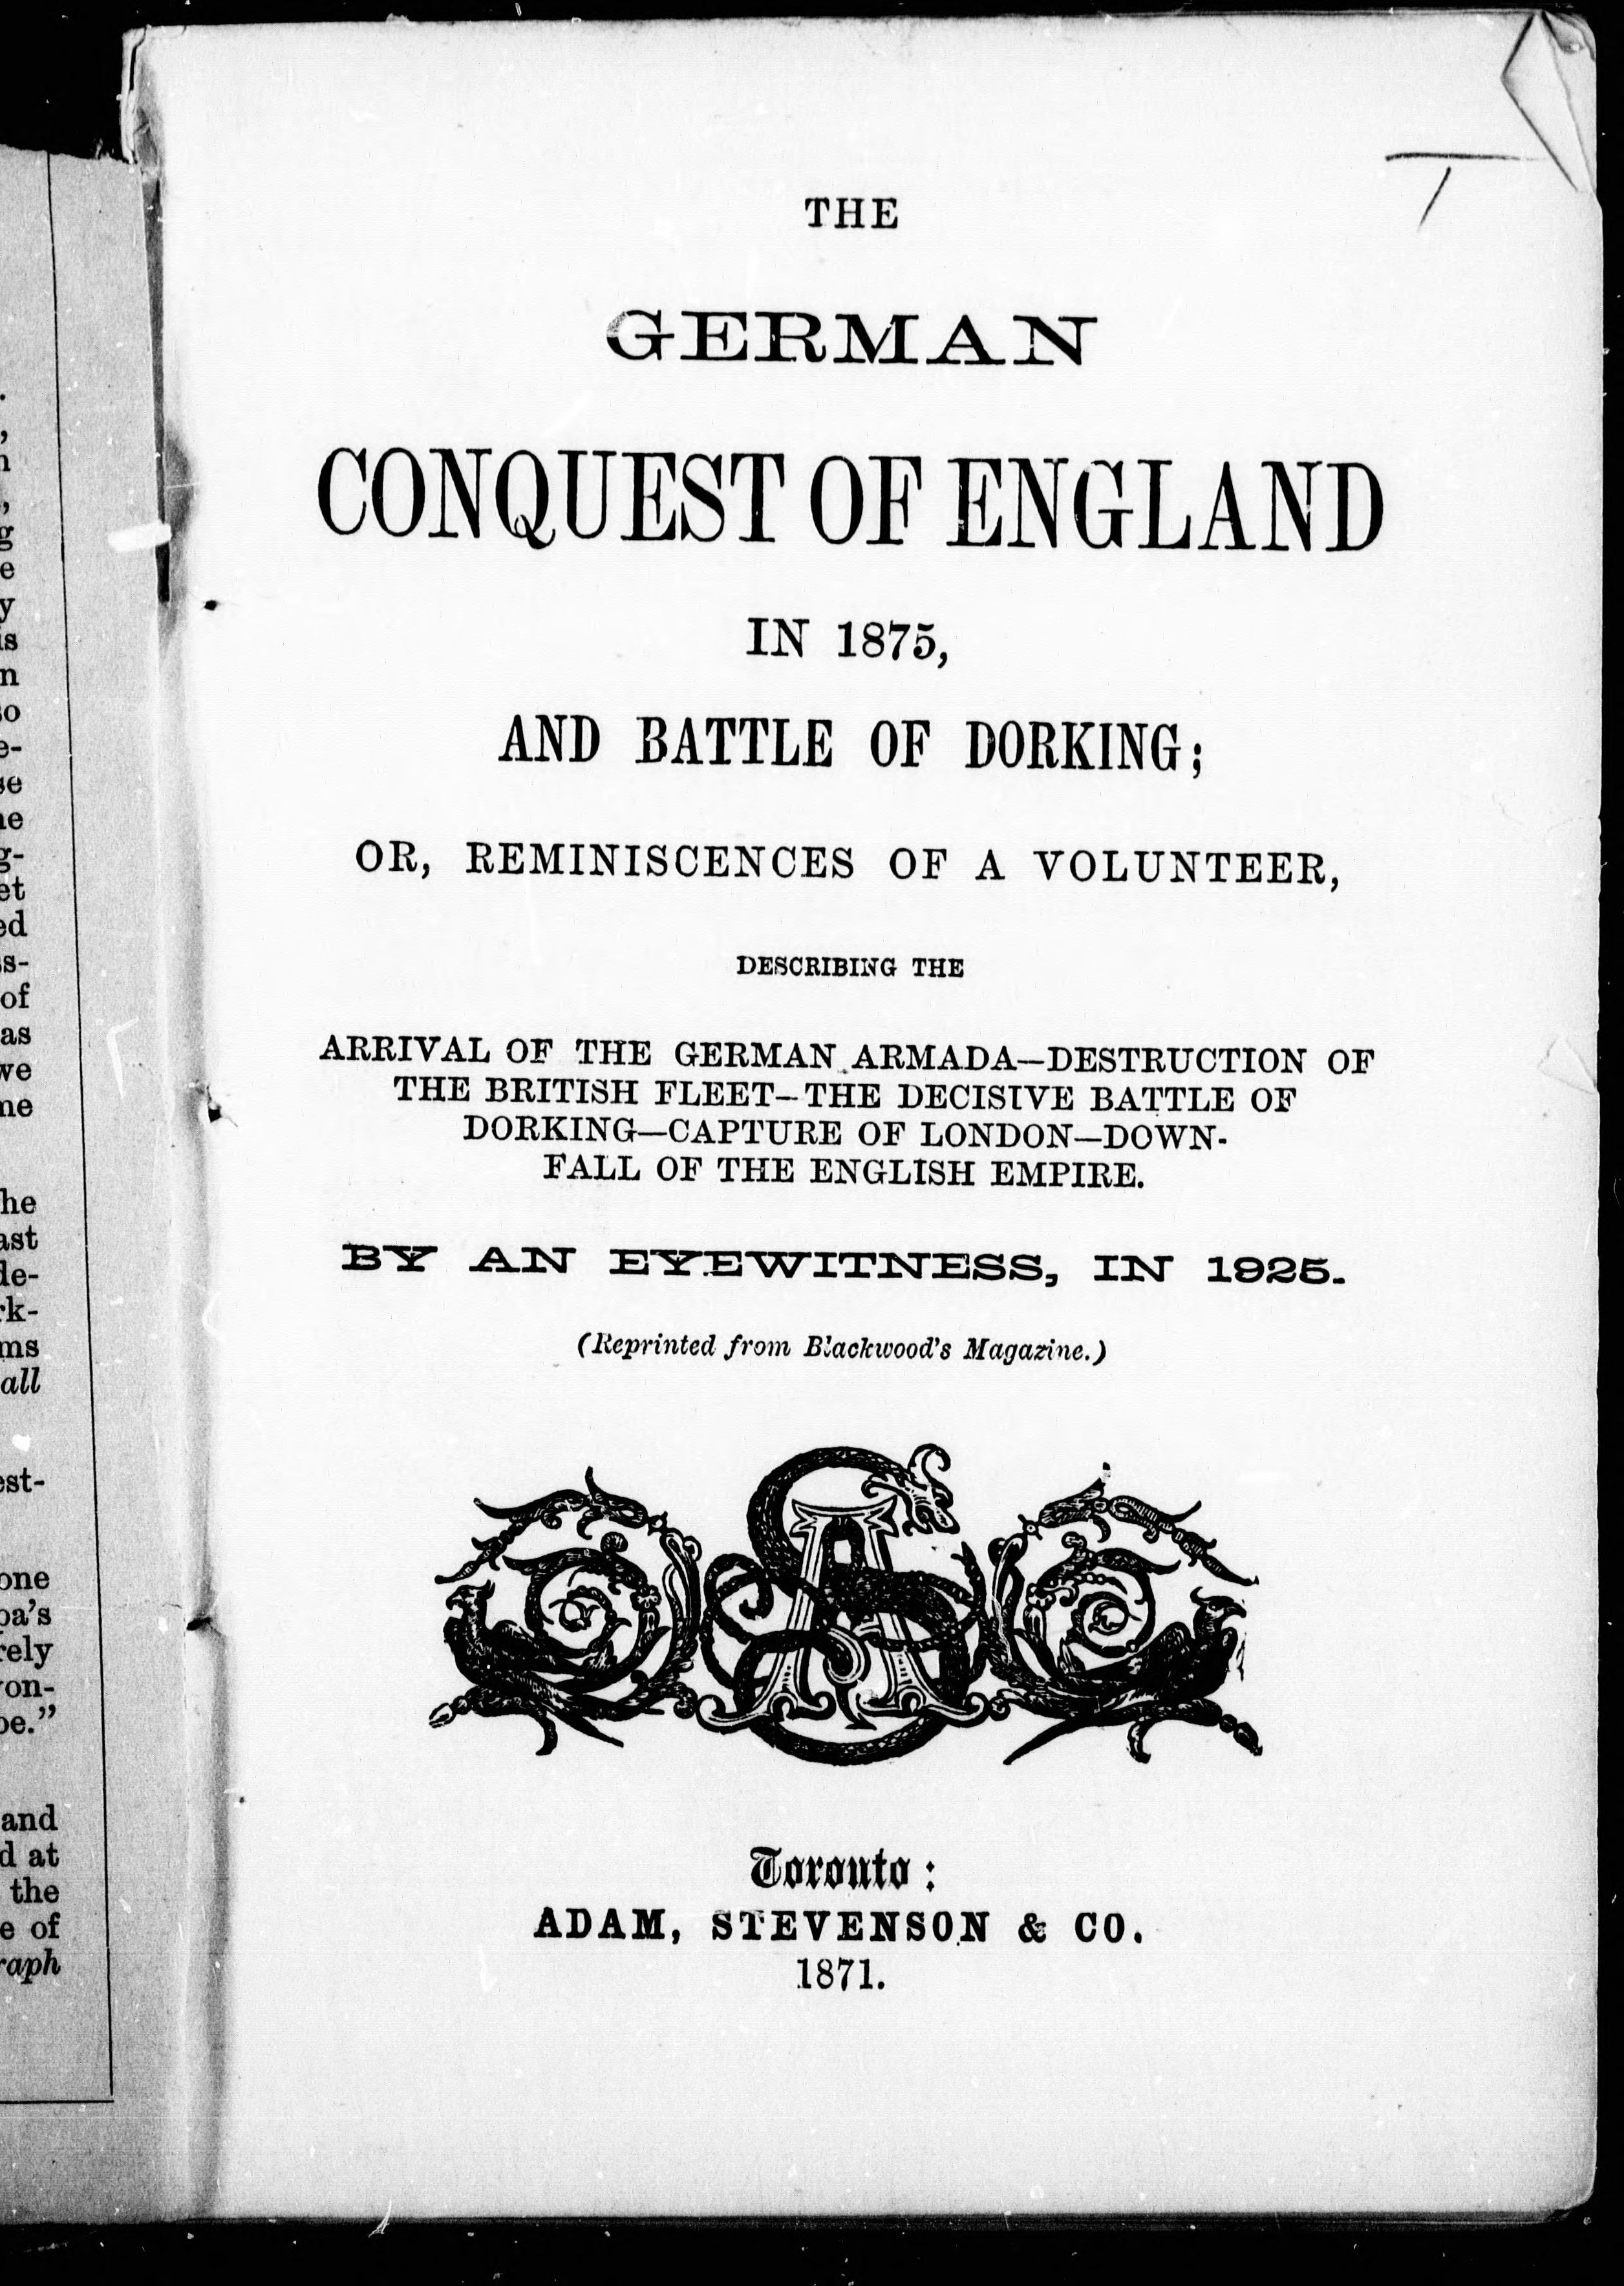 THE
GERMAN
CONQUEST OF ENGLAND
IN 1875,
AND BATTLE OF DORKING;
OR, REMINISCENCES OF A VOLUNTEER,
DESCRIBING THE
ARRIVAL OF THE GERMAN ARMADA—DESTRUCTION OF
THE BRITISH FLEET—THE DECISIVE BATTLE OF
DORKING—CAPTURE OF LONDON—DOWN-
FALL OF THE ENGLISH EMPIRE.
BY AN EYEWITNESS, IN 1925.
(Reprinted from Blackwood's Magazine.)
AS
Toronto:
ADAM, STEVENSON & CO.
1871.